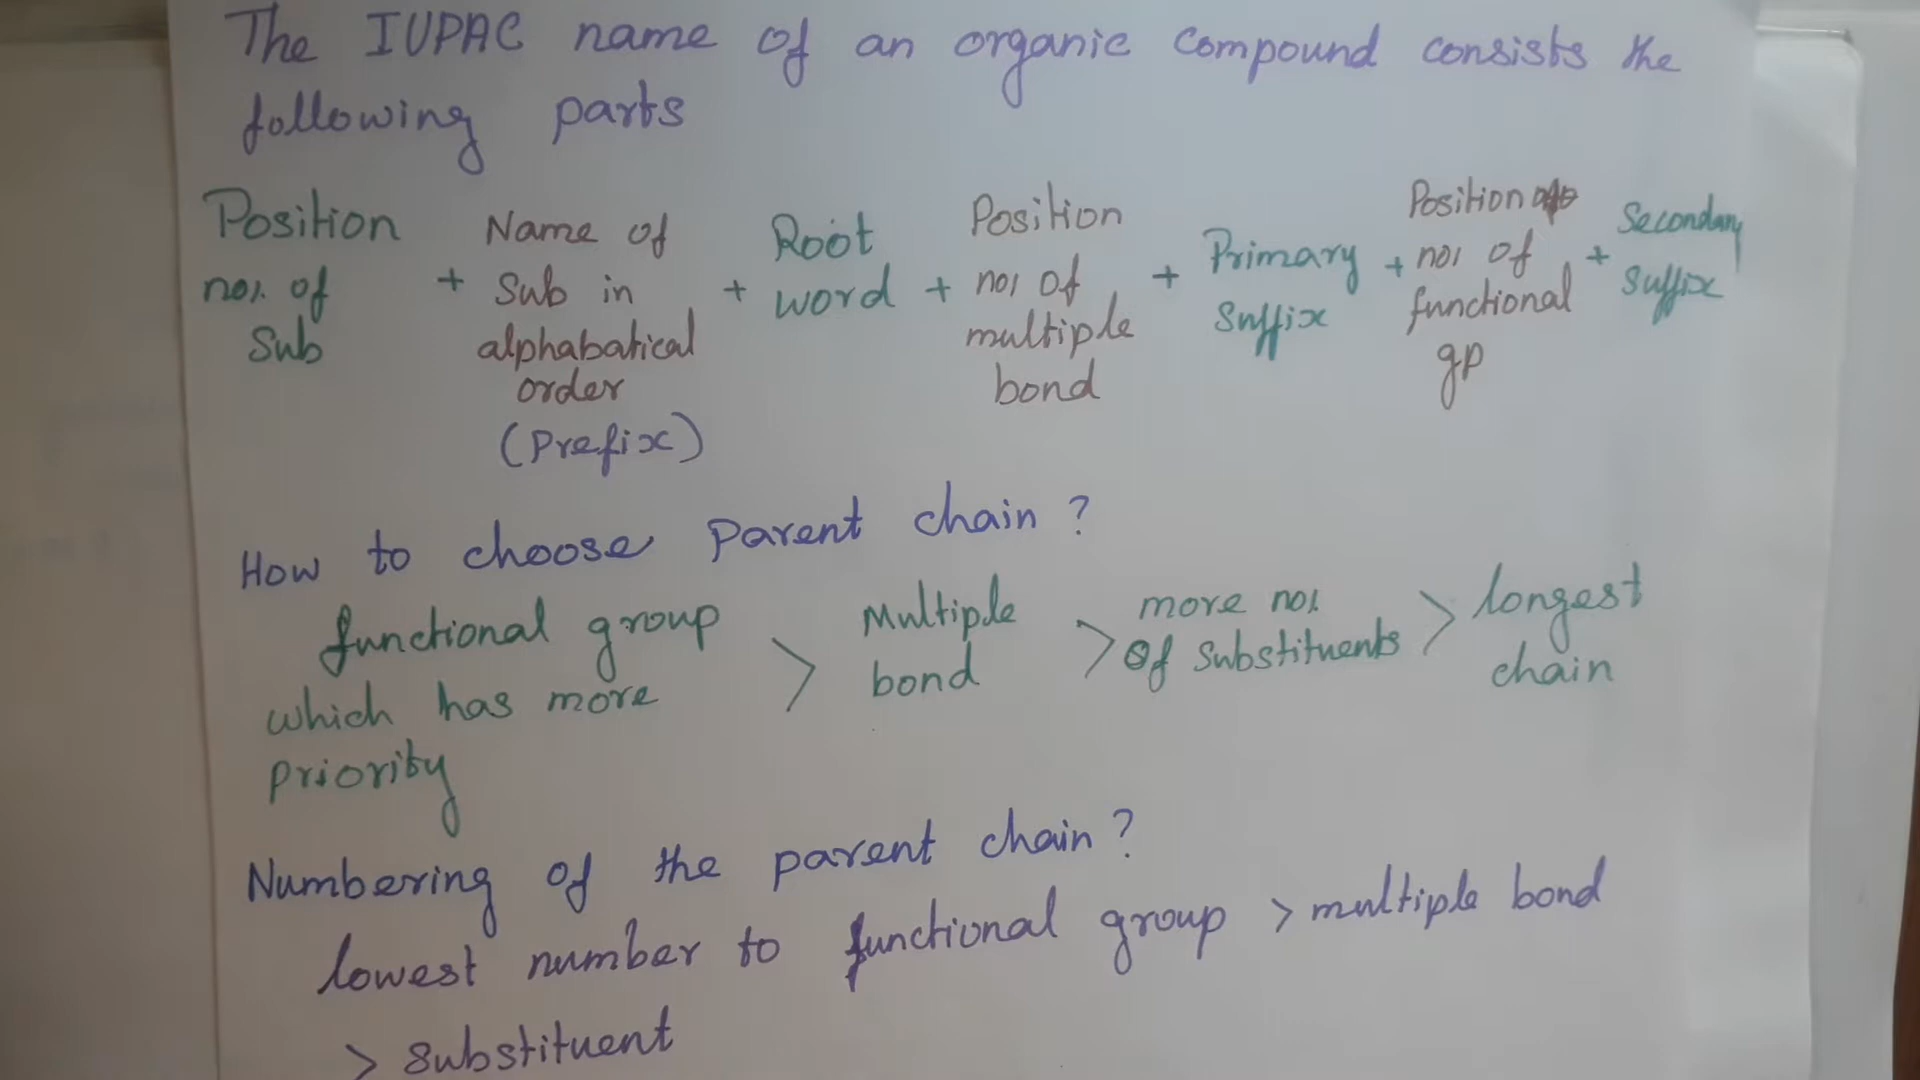 The IUPAC name of an organic compound consists the
following parts
Position no. of Sub + Name of Sub in alphabatical order (Prefix) + Root word + Position no. of multiple bond + Primary Suffix + Position no. of functional gp + Secondary Suffix
How to choose Parent chain ?
functional group which has more priority > Multiple bond > more no. of substituents > longest chain
Numbering of the parent chain ?
lowest number to functional group > multiple bond
> substituent